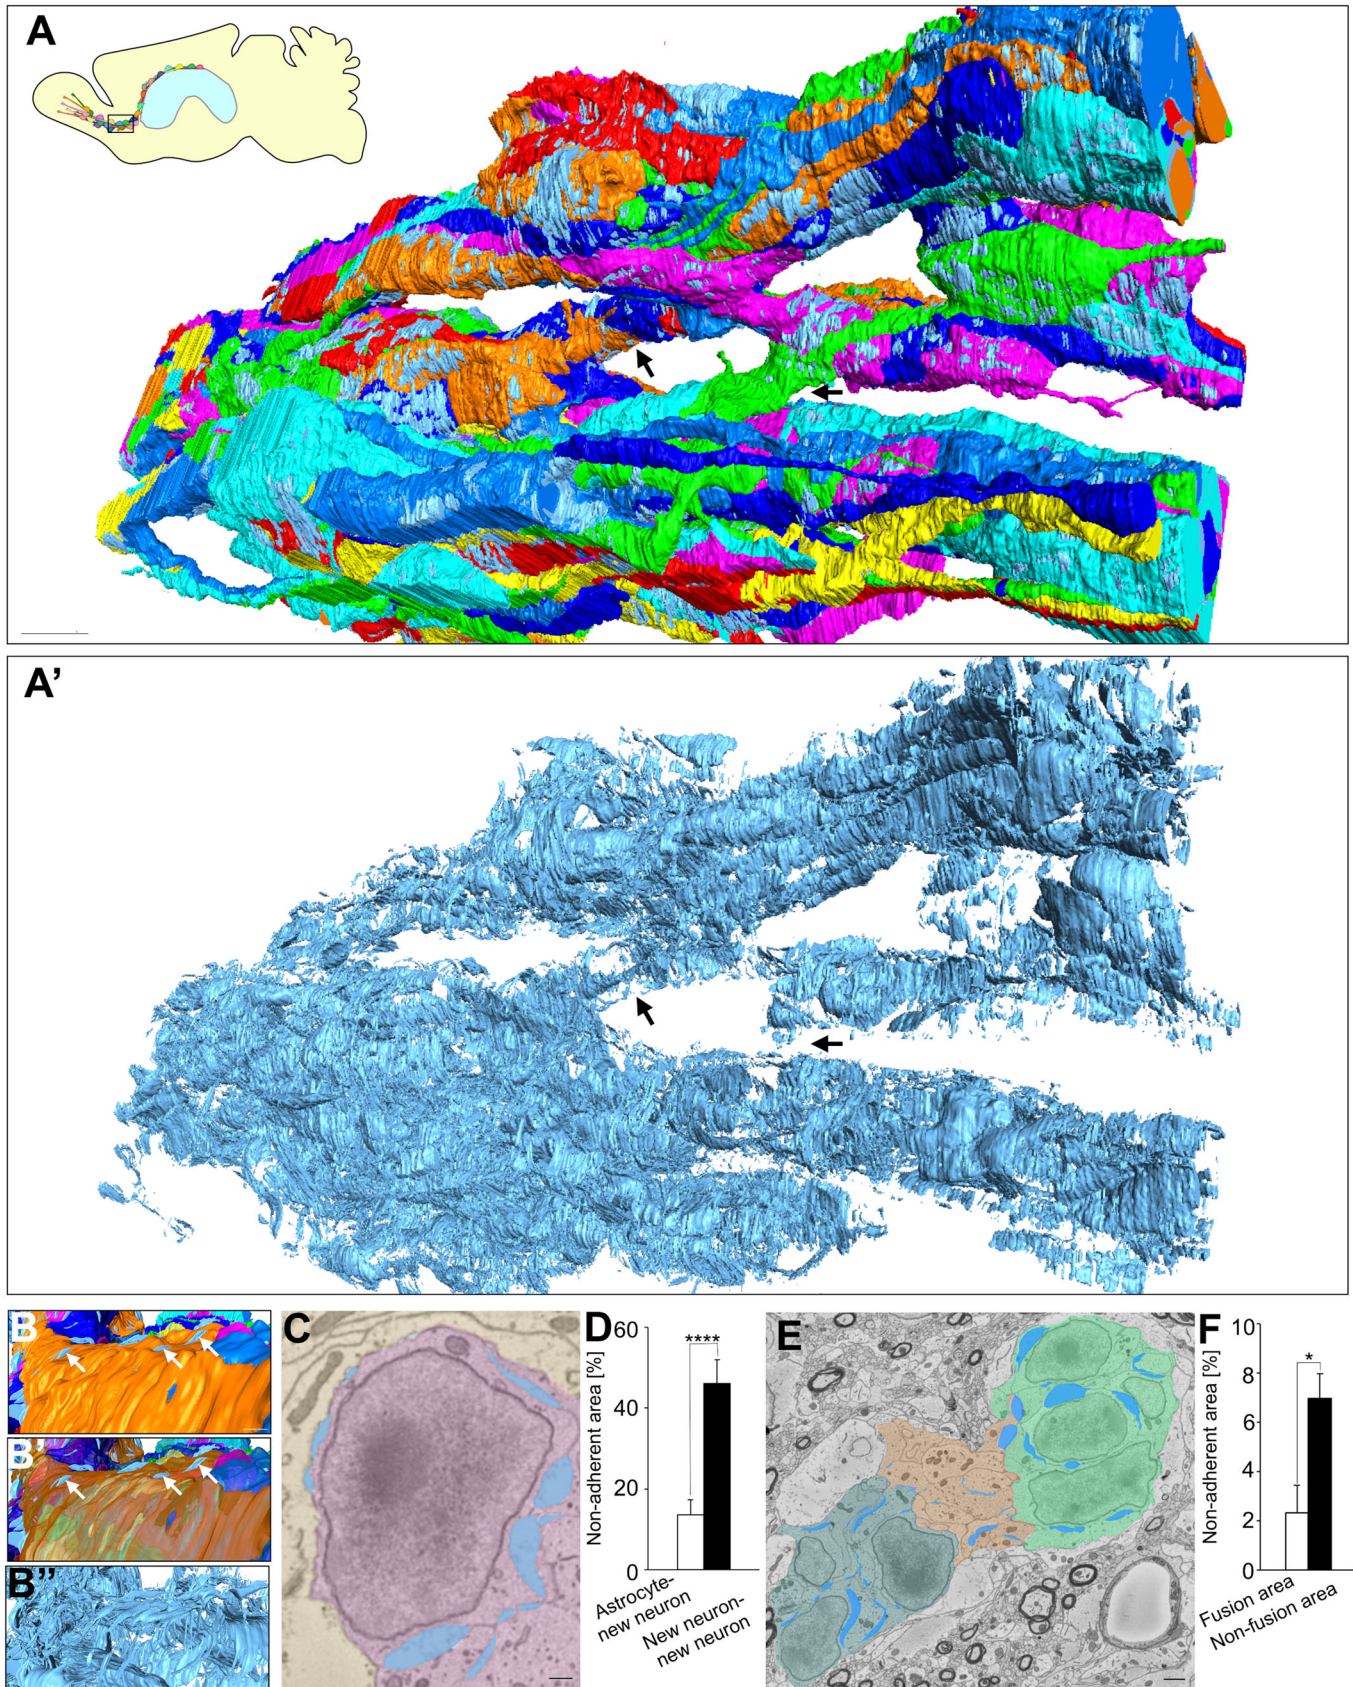 A
A’
B
B’
B”
C
D
Non-adherent area [%]
60
40
20
0
****
Astrocyte-
new neuron
New neuron-
new neuron
E
F
Non-adherent area [%]
10
8
6
4
2
0
*
Fusion area
Non-fusion area